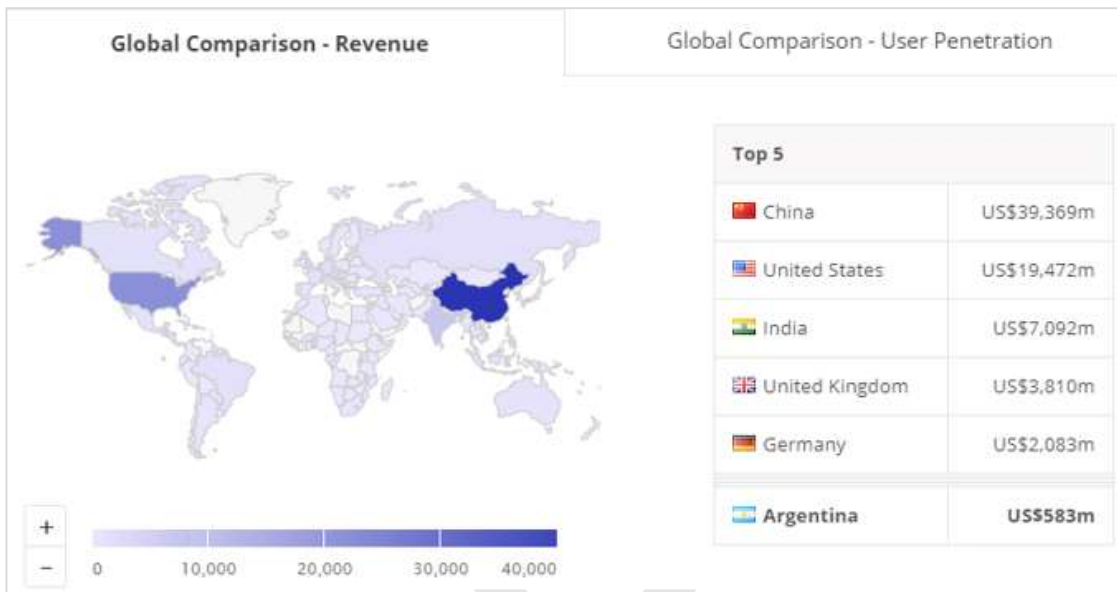 Global Comparison - Revenue
Global Comparison - User Penetration
Top 5
China US$39,369m
United States US$19,472m
India US$7,092m
United Kingdom US$3,810m
Germany US$2,083m
Argentina US$583m
+
−
0 10,000 20,000 30,000 40,000